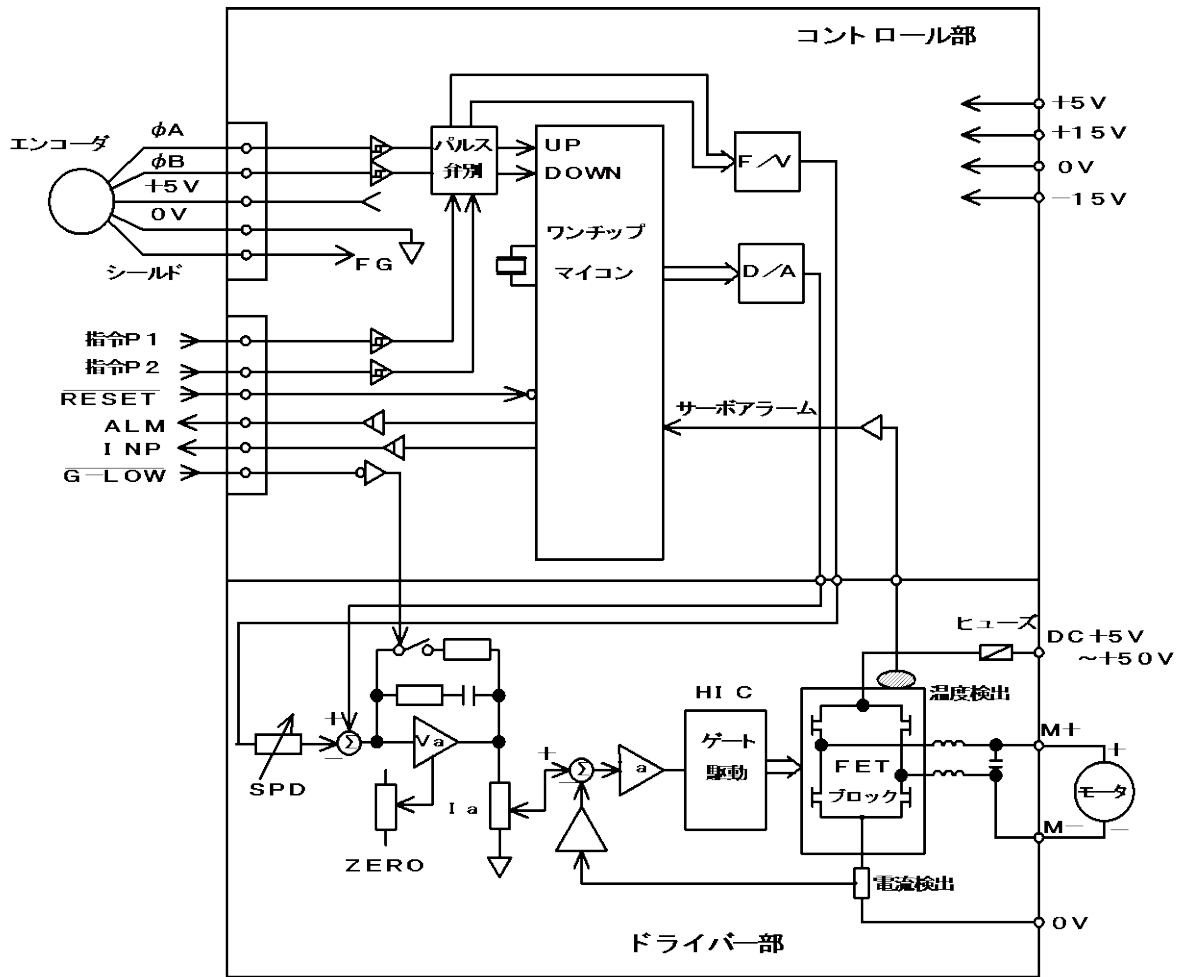 コントロール部
エンコーダ
φA
φB
+5V
0V
シールド
FG
パルス
弁別
UP
DOWN
ワンチップ
マイコン
F/V
D/A
+5V
+15V
0V
-15V
指令P1
指令P2
RESET
ALM
INP
G-LOW
サーボアラーム
ヒューズ
DC+5V
~+50V
温度検出
HIC
ゲート
駆動
FET
ブロック
M+
+
モータ
M-
-
+
-
Σ
Va
SPD
ZERO
Ia
+
-
Σ
a
電流検出
0V
ドライバー部